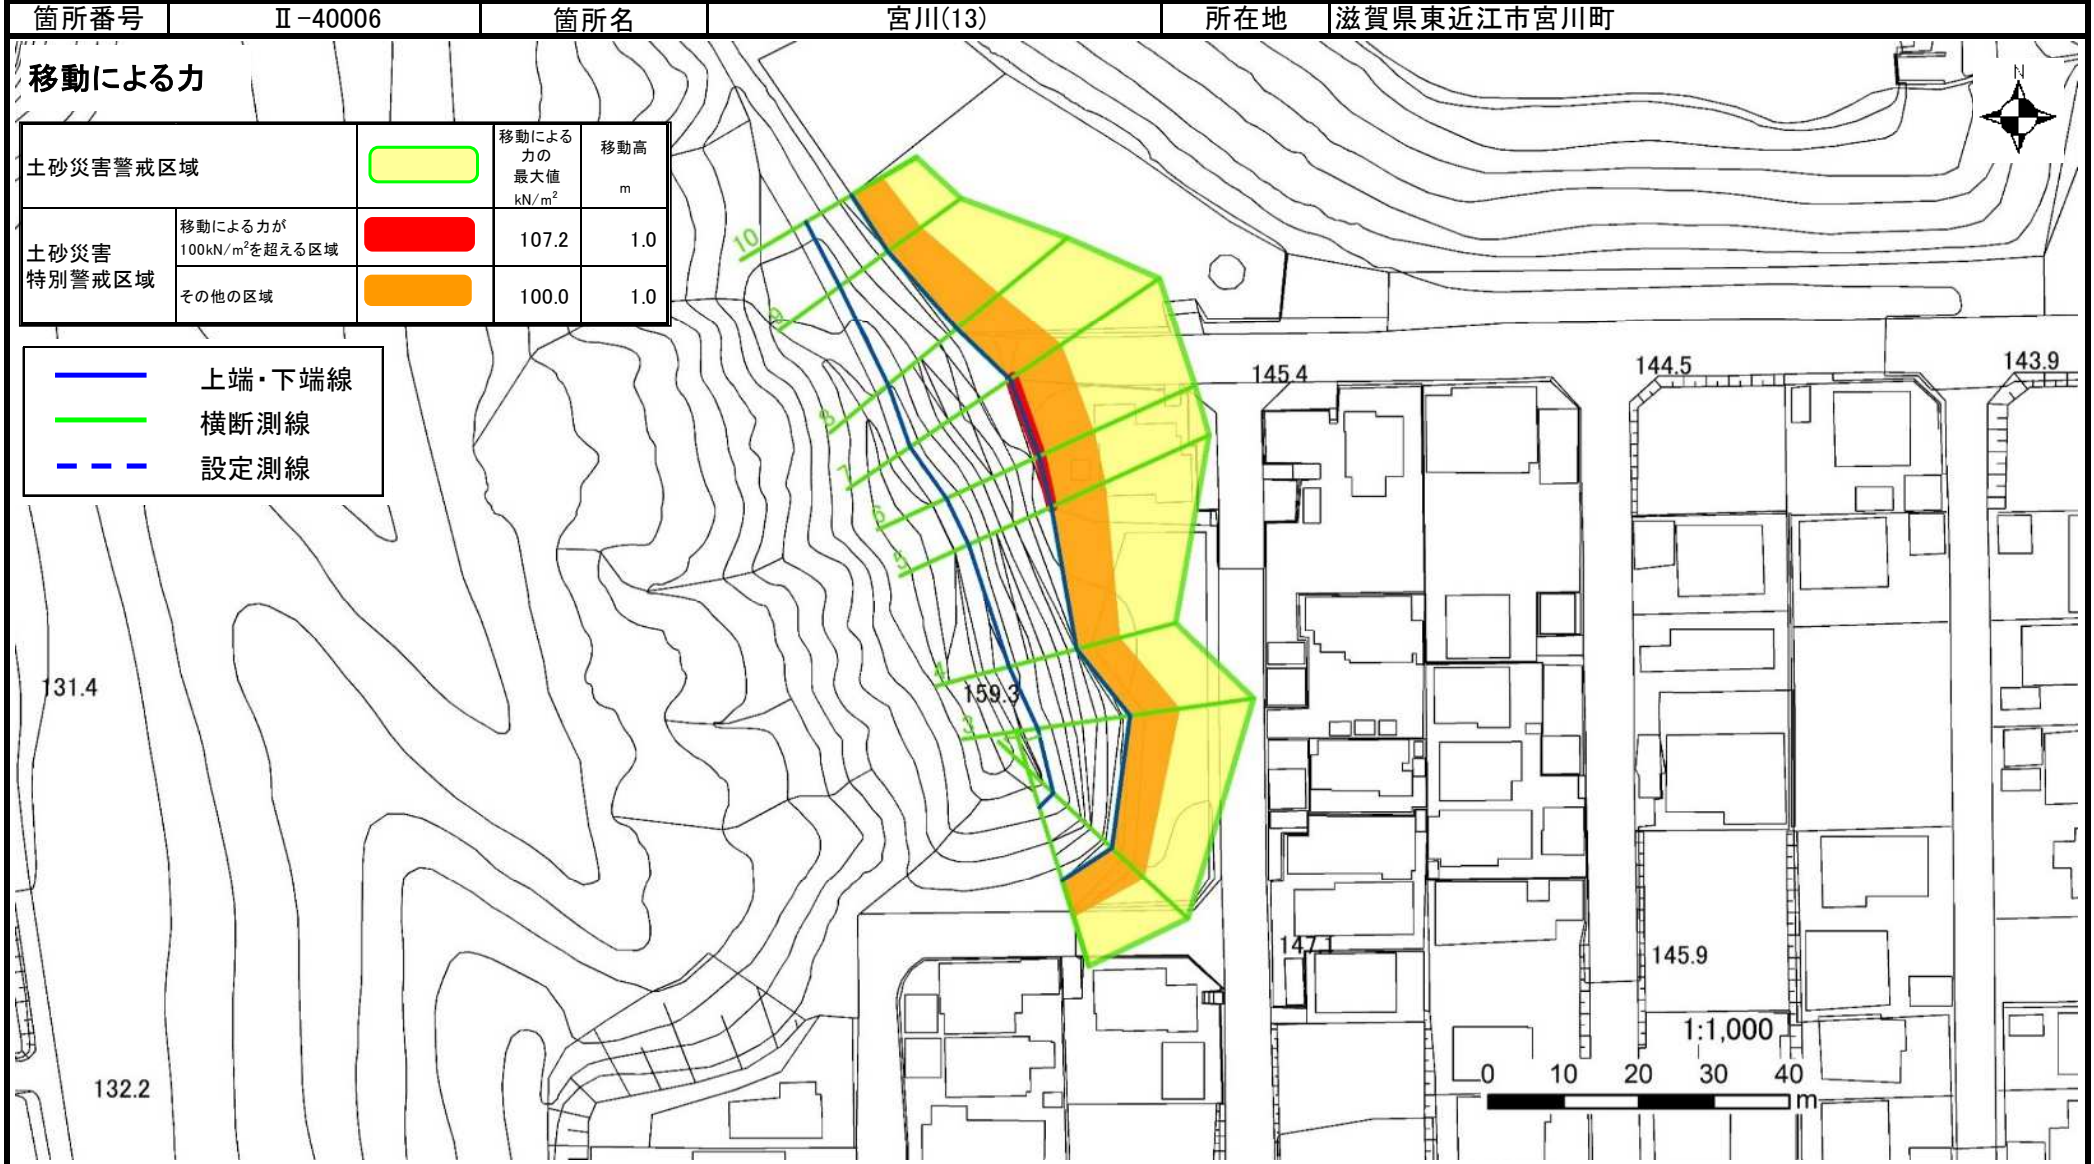 箇所番号 Ⅱ-40006 箇所名 宮川(13) 所在地 滋賀県東近江市宮川町
移動による力
N
土砂災害警戒区域
移動による
力の
最大値
kN/m²
移動高
m
土砂災害
特別警戒区域
移動による力が
100kN/m²を超える区域
107.2 1.0
その他の区域
100.0 1.0
上端・下端線
横断測線
設定測線
10
9
8
7
6
5
4
3
145.4
144.5
143.9
131.4
159.3
147.1
145.9
132.2
1:1,000
0 10 20 30 40
m